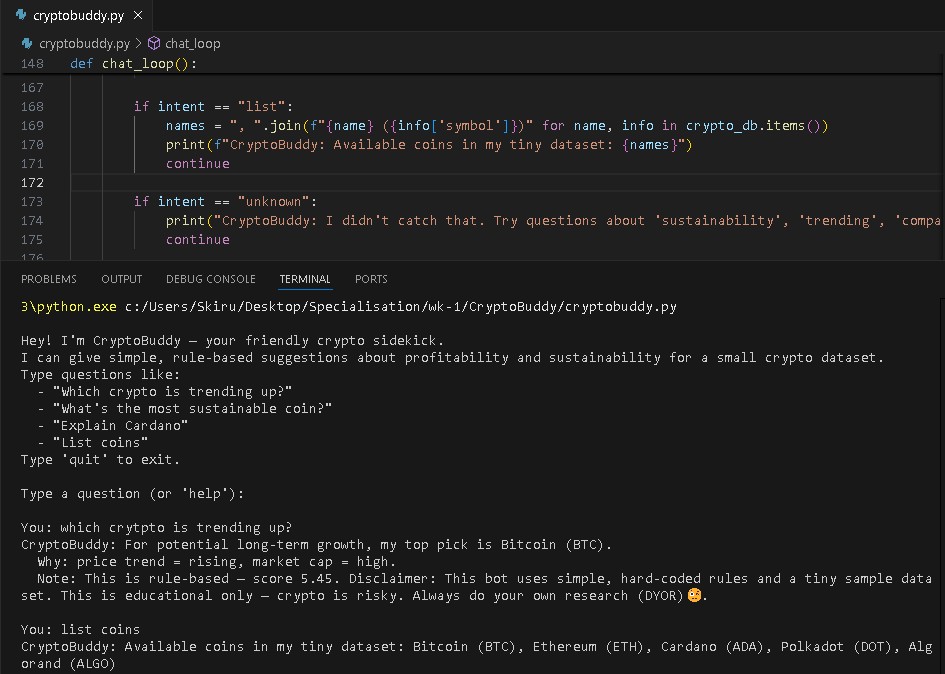 cryptobuddy.py ×
cryptobuddy.py > chat_loop
148 def chat_loop():
167
168 if intent == "list":
169 names = ", ".join(f"{name} ({info['symbol']})" for name, info in crypto_db.items())
170 print(f"CryptoBuddy: Available coins in my tiny dataset: {names}")
171 continue
172
173 if intent == "unknown":
174 print("CryptoBuddy: I didn't catch that. Try questions about 'sustainability', 'trending', 'compa
175 continue
176
PROBLEMS OUTPUT DEBUG CONSOLE TERMINAL PORTS
3\python.exe c:/Users/Skiru/Desktop/Specialisation/wk-1/CryptoBuddy/cryptobuddy.py
Hey! I'm CryptoBuddy — your friendly crypto sidekick.
I can give simple, rule-based suggestions about profitability and sustainability for a small crypto dataset.
Type questions like:
- "Which crypto is trending up?"
- "What's the most sustainable coin?"
- "Explain Cardano"
- "List coins"
Type 'quit' to exit.
Type a question (or 'help'):
You: which crytpto is trending up?
CryptoBuddy: For potential long-term growth, my top pick is Bitcoin (BTC).
Why: price trend = rising, market cap = high.
Note: This is rule-based — score 5.45. Disclaimer: This bot uses simple, hard-coded rules and a tiny sample data
set. This is educational only — crypto is risky. Always do your own research (DYOR).
You: list coins
CryptoBuddy: Available coins in my tiny dataset: Bitcoin (BTC), Ethereum (ETH), Cardano (ADA), Polkadot (DOT), Alg
orand (ALGO)